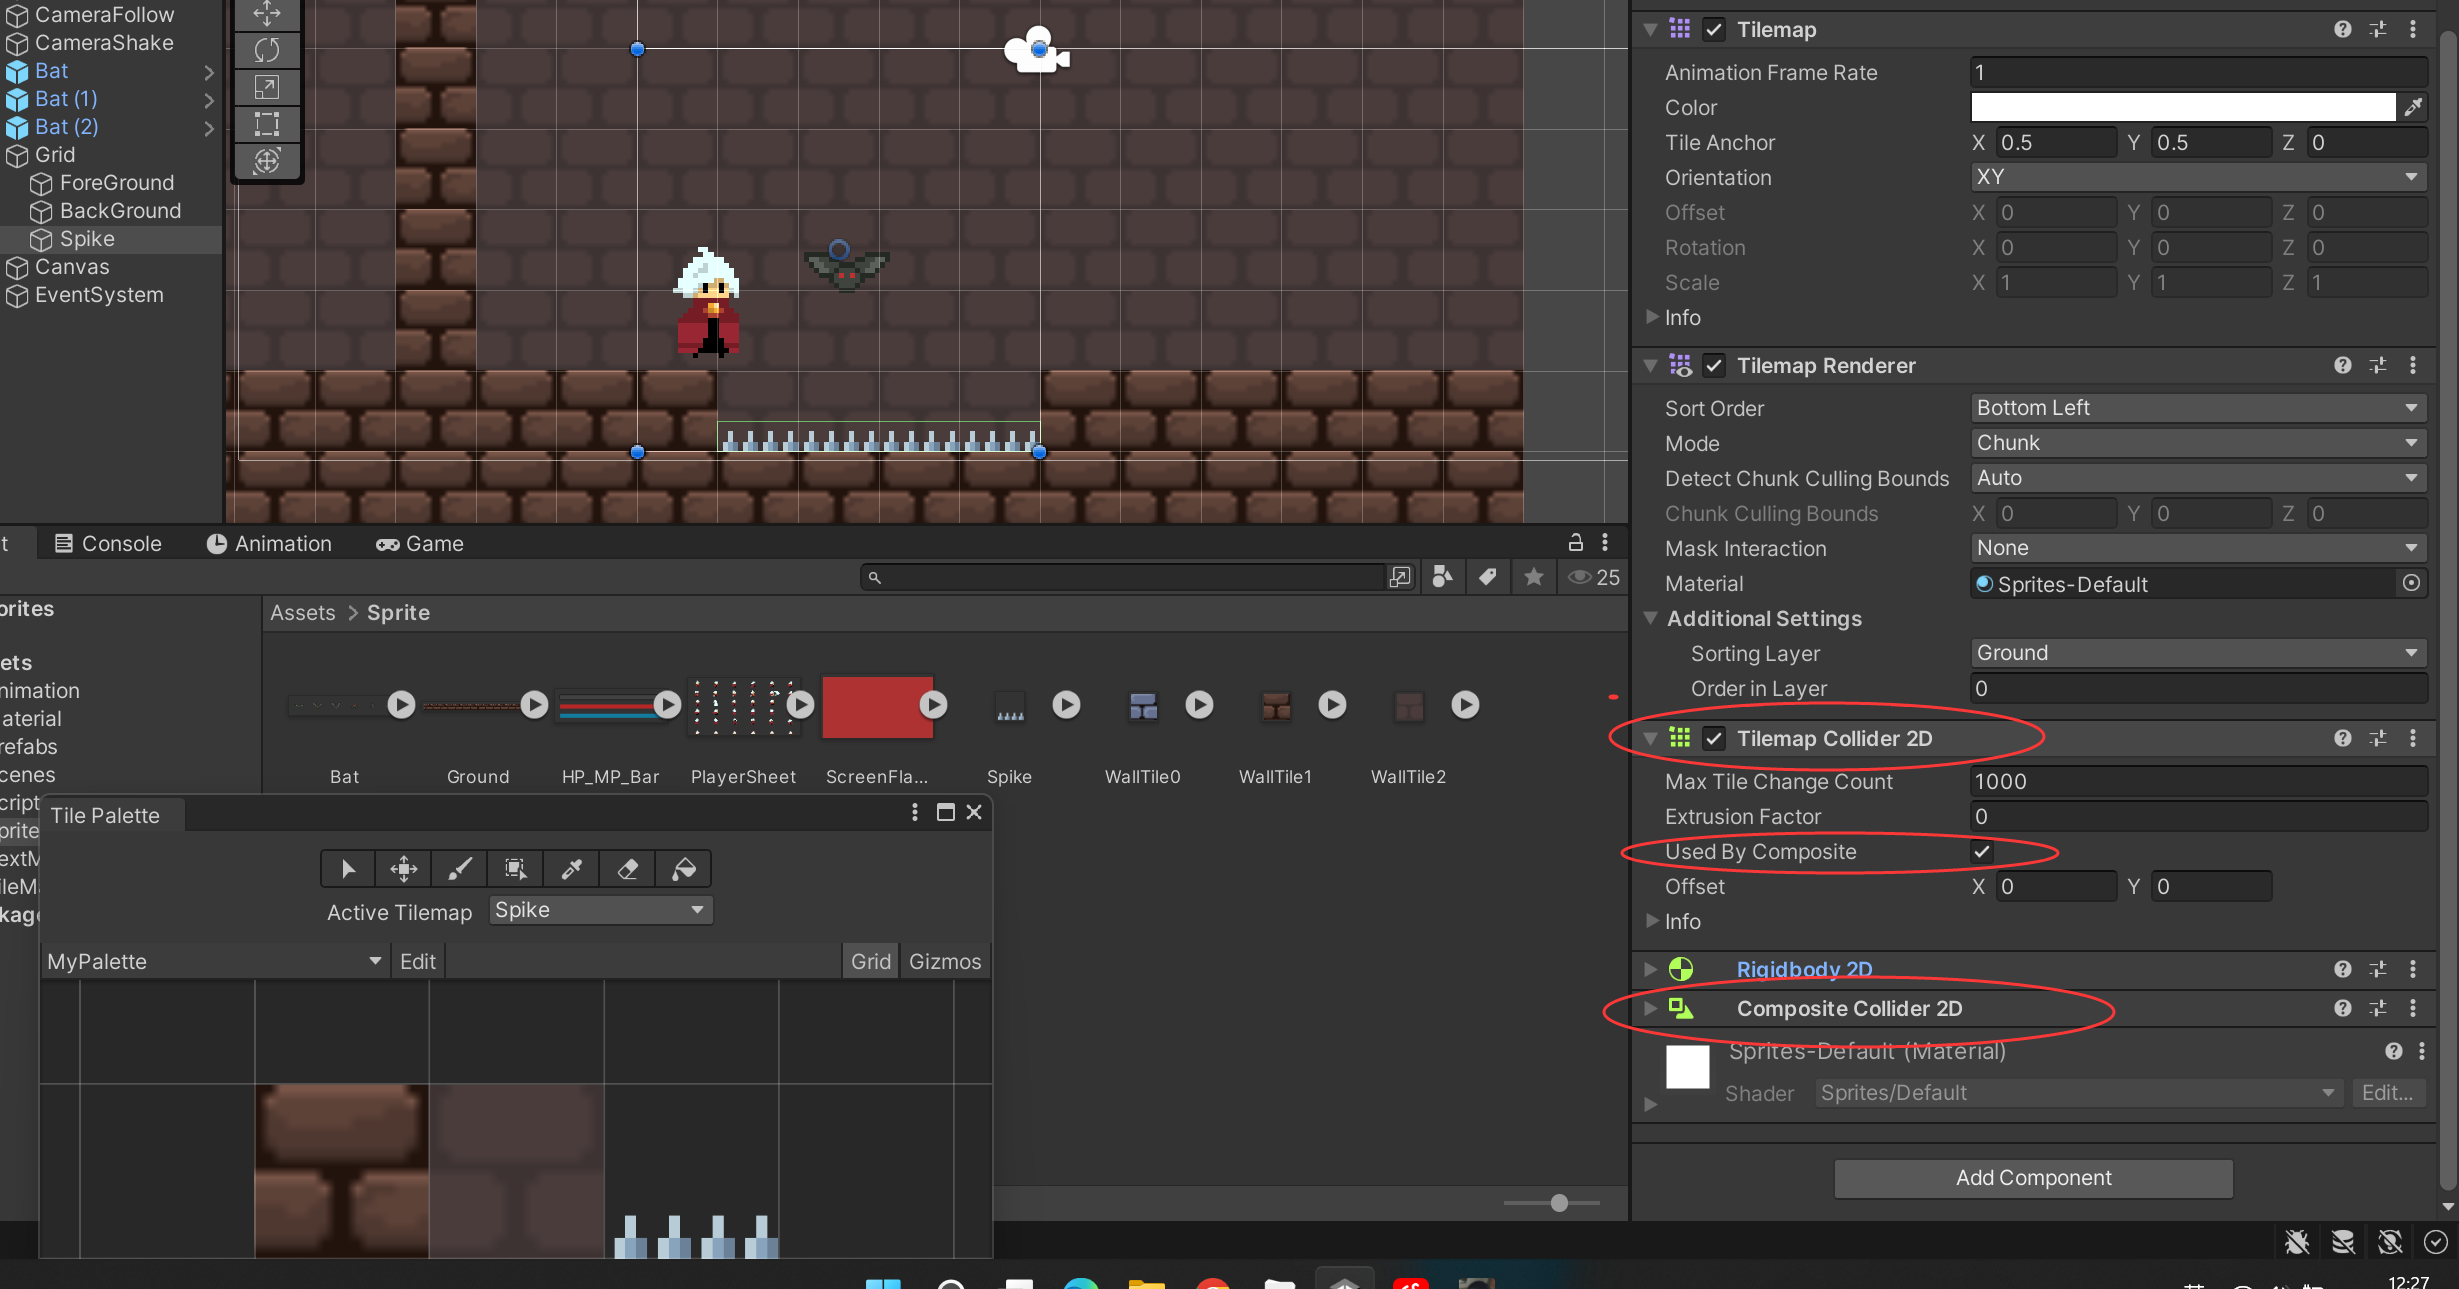 CameraFollow
CameraShake
Bat
Bat (1)
Bat (2)
Grid
ForeGround
BackGround
Spike
Canvas
EventSystem
t
Console
Animation
Game
25
orites
ets
nimation
aterial
refabs
cenes
cript
prite
extM
ileMa
kage
Assets > Sprite
Bat
Ground
HP_MP_Bar
PlayerSheet
ScreenFla...
Spike
WallTile0
WallTile1
WallTile2
Tile Palette
Active Tilemap Spike
MyPalette Edit Grid Gizmos
Tilemap
Animation Frame Rate 1
Color
Tile Anchor X 0.5 Y 0.5 Z 0
Orientation XY
Offset X 0 Y 0 Z 0
Rotation X 0 Y 0 Z 0
Scale X 1 Y 1 Z 1
Info
Tilemap Renderer
Sort Order Bottom Left
Mode Chunk
Detect Chunk Culling Bounds Auto
Chunk Culling Bounds X 0 Y 0 Z 0
Mask Interaction None
Material Sprites-Default
Additional Settings
Sorting Layer Ground
Order in Layer 0
Tilemap Collider 2D
Max Tile Change Count 1000
Extrusion Factor 0
Used By Composite
Offset X 0 Y 0
Info
Rigidbody 2D
Composite Collider 2D
Sprites-Default (Material)
Shader Sprites/Default Edit...
Add Component
12:27